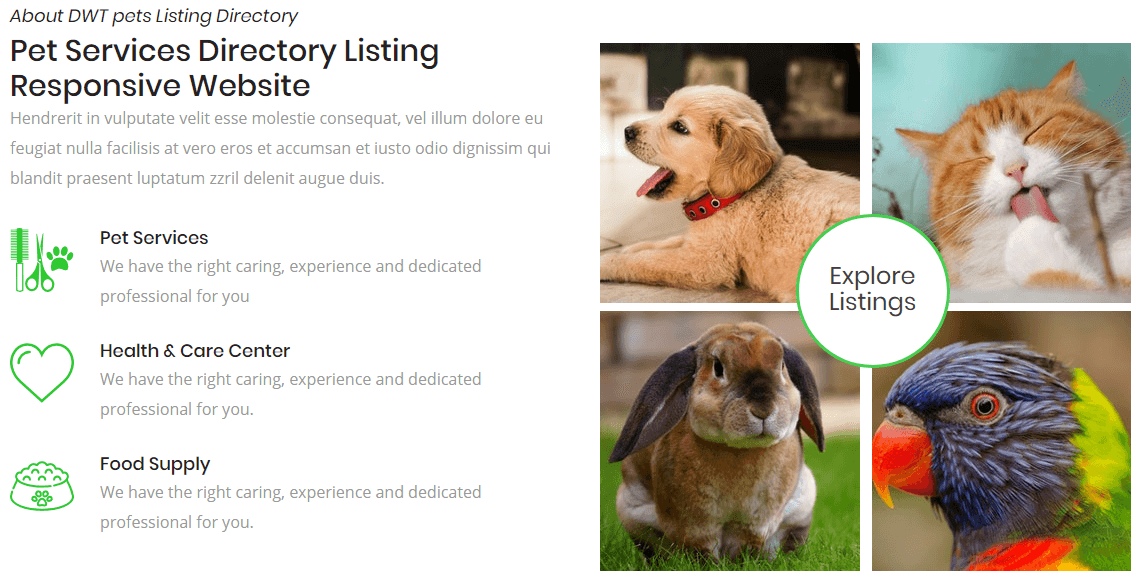 About DWT pets Listing Directory
Pet Services Directory Listing
Responsive Website
Hendrerit in vulputate velit esse molestie consequat, vel illum dolore eu
feugiat nulla facilisis at vero eros et accumsan et iusto odio dignissim qui
blandit praesent luptatum zzril delenit augue duis.
Pet Services
We have the right caring, experience and dedicated
professional for you
Health & Care Center
We have the right caring, experience and dedicated
professional for you.
Food Supply
We have the right caring, experience and dedicated
professional for you.
Explore
Listings